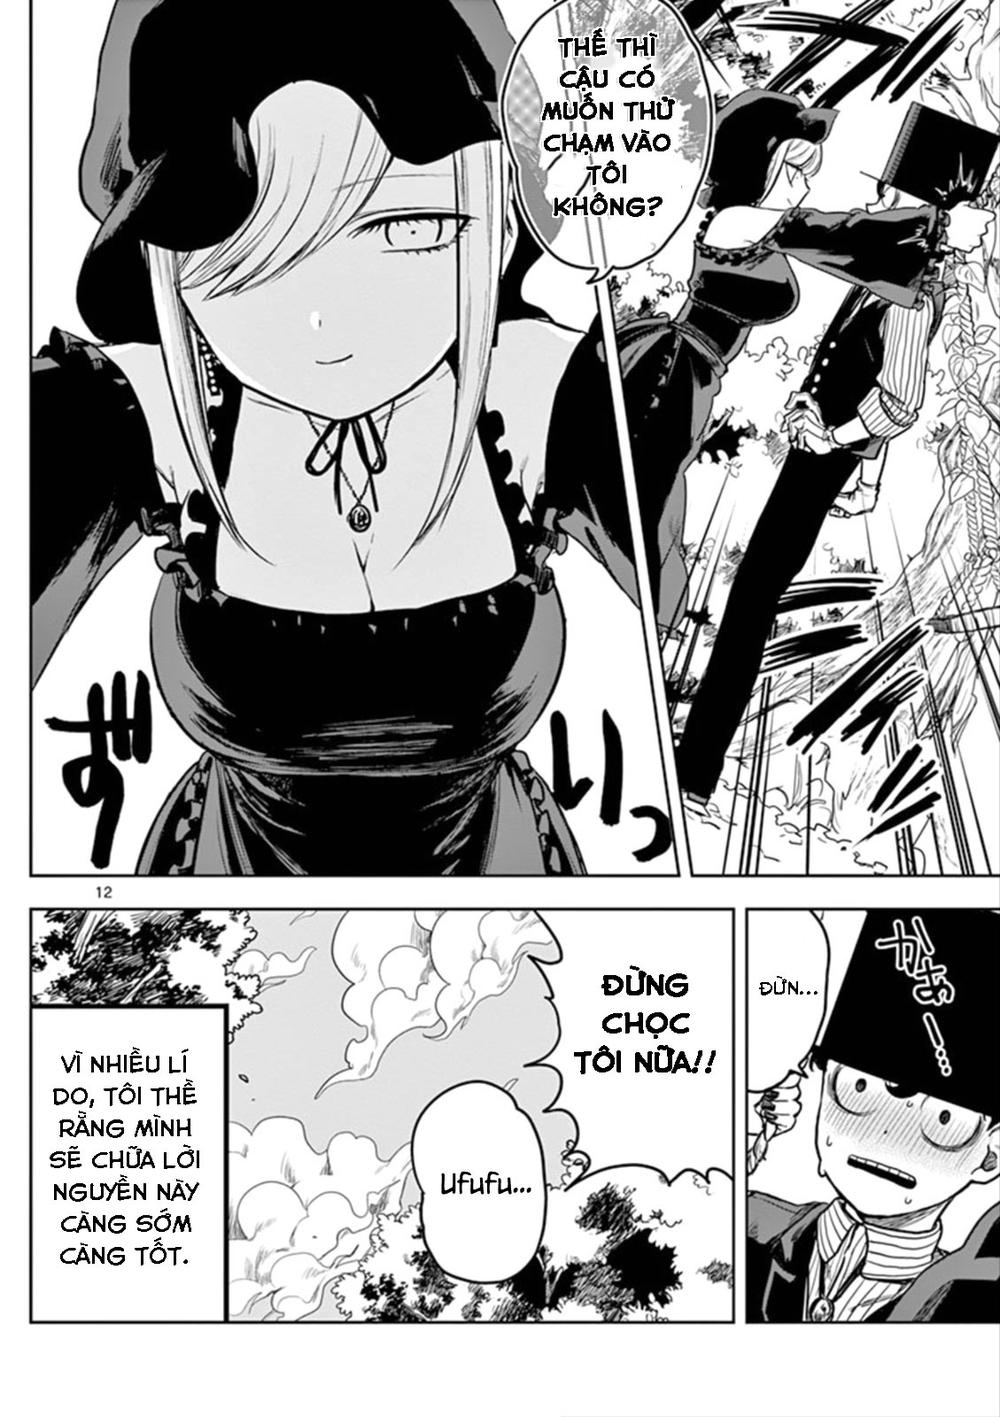 THẾ THÌ
CẬU CÓ
MUỐN THỬ
CHẠM VÀO
TÔI
KHÔNG?
ずいっ
12
ĐỪN...
かぁー…
ĐỪNG
CHỌC
TÔI NỮA!!
Ufufu...
VÌ NHIỀU LÍ
DO, TÔI THỀ
RẰNG MÌNH
SẼ CHỮA LỜI
NGUYỀN NÀY
CÀNG SỚM
CÀNG TỐT.